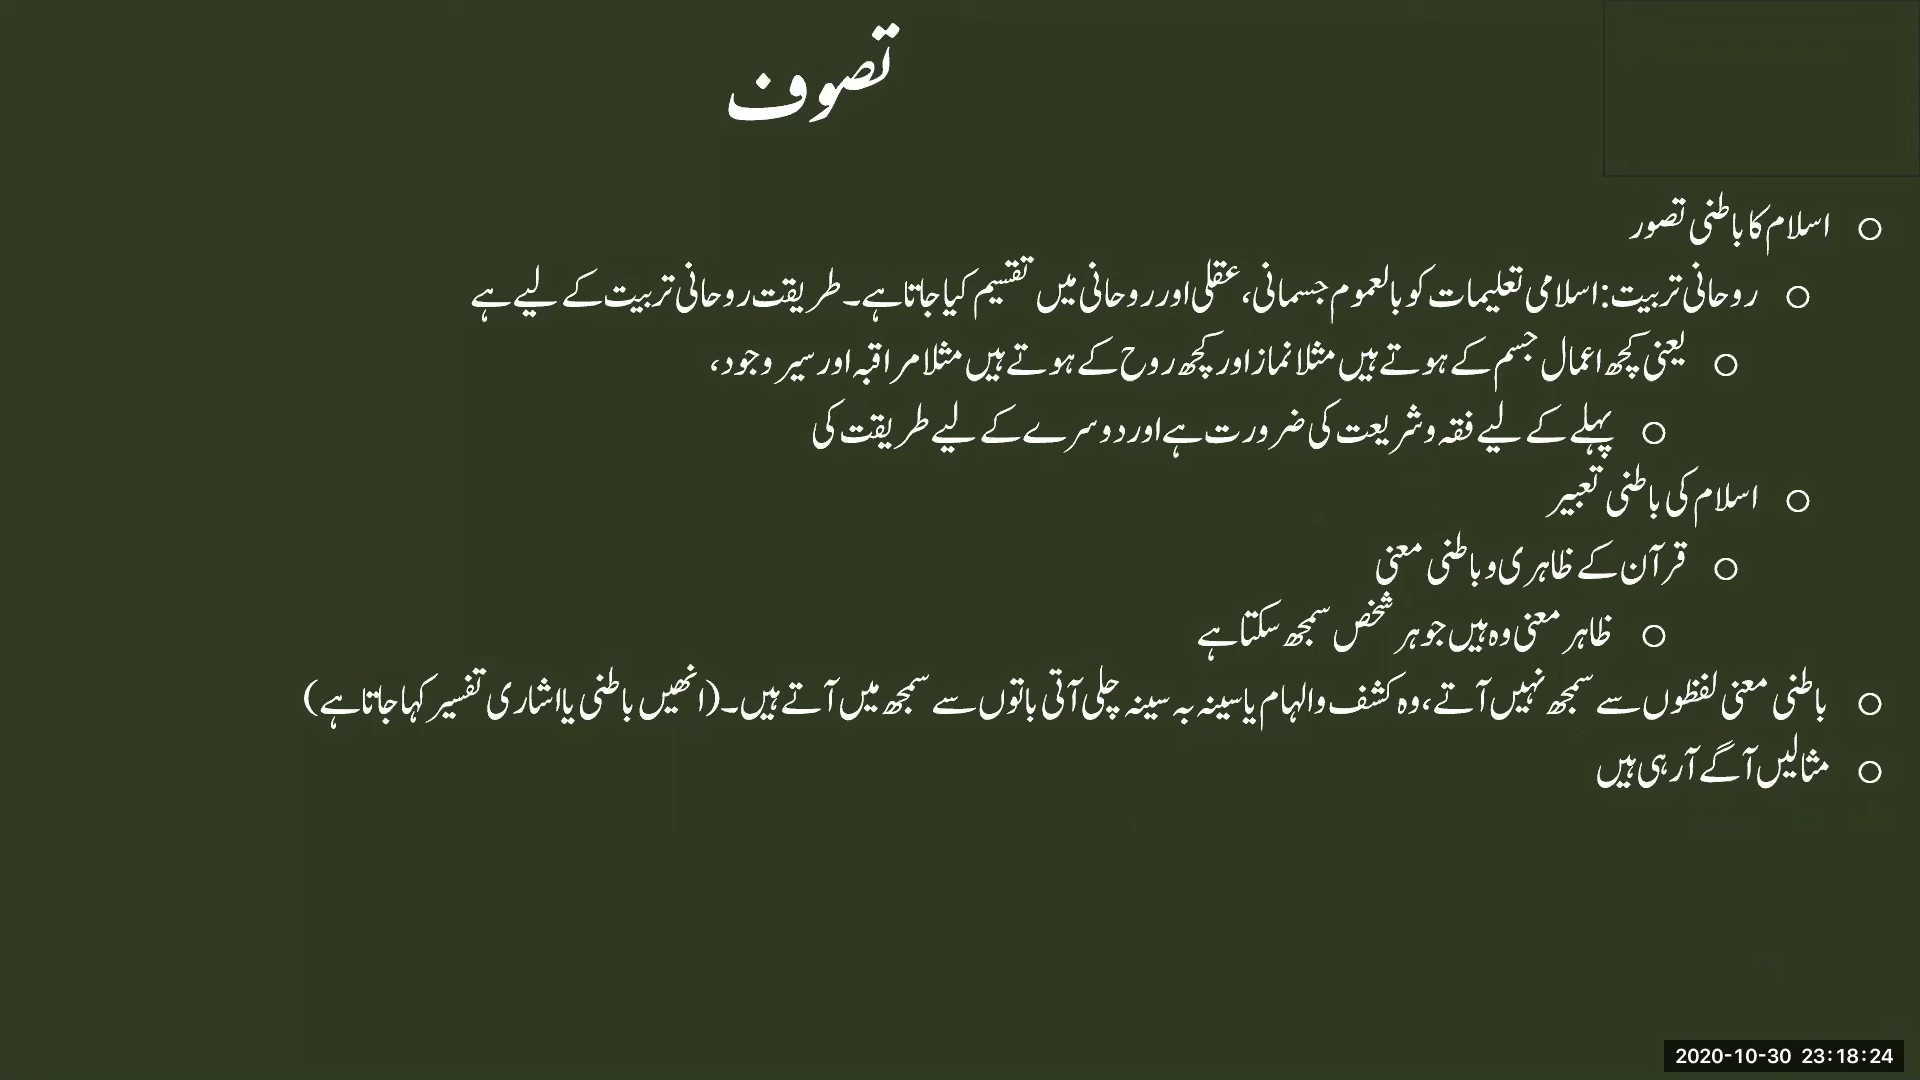 تصوف
اسلام کا باطنی تصور
روحانی تربیت: اسلامی تعلیمات کو بالعموم جسمانی، عقلی اور روحانی میں تقسیم کیا جاتا ہے۔ طریقت روحانی تربیت کے لیے ہے
یعنی کچھ اعمال جسم کے ہوتے ہیں مثلا نماز اور کچھ روح کے ہوتے ہیں مثلا مراقبہ اور سیر وجود،
پہلے کے لیے فقہ و شریعت کی ضرورت ہے اور دوسرے کے لیے طریقت کی
اسلام کی باطنی تعبیر
قرآن کے ظاہری و باطنی معنی
ظاہر معنی وہ ہیں جو ہر شخص سمجھ سکتا ہے
باطنی معنی لفظوں سے سمجھ نہیں آتے، وہ کشف و الہام یا سینہ بہ سینہ چلی آتی باتوں سے سمجھ میں آتے ہیں۔ (انھیں باطنی یا اشاری تفسیر کہا جاتا ہے)
مثالیں آگے آرہی ہیں
2020-10-30 23:18:24